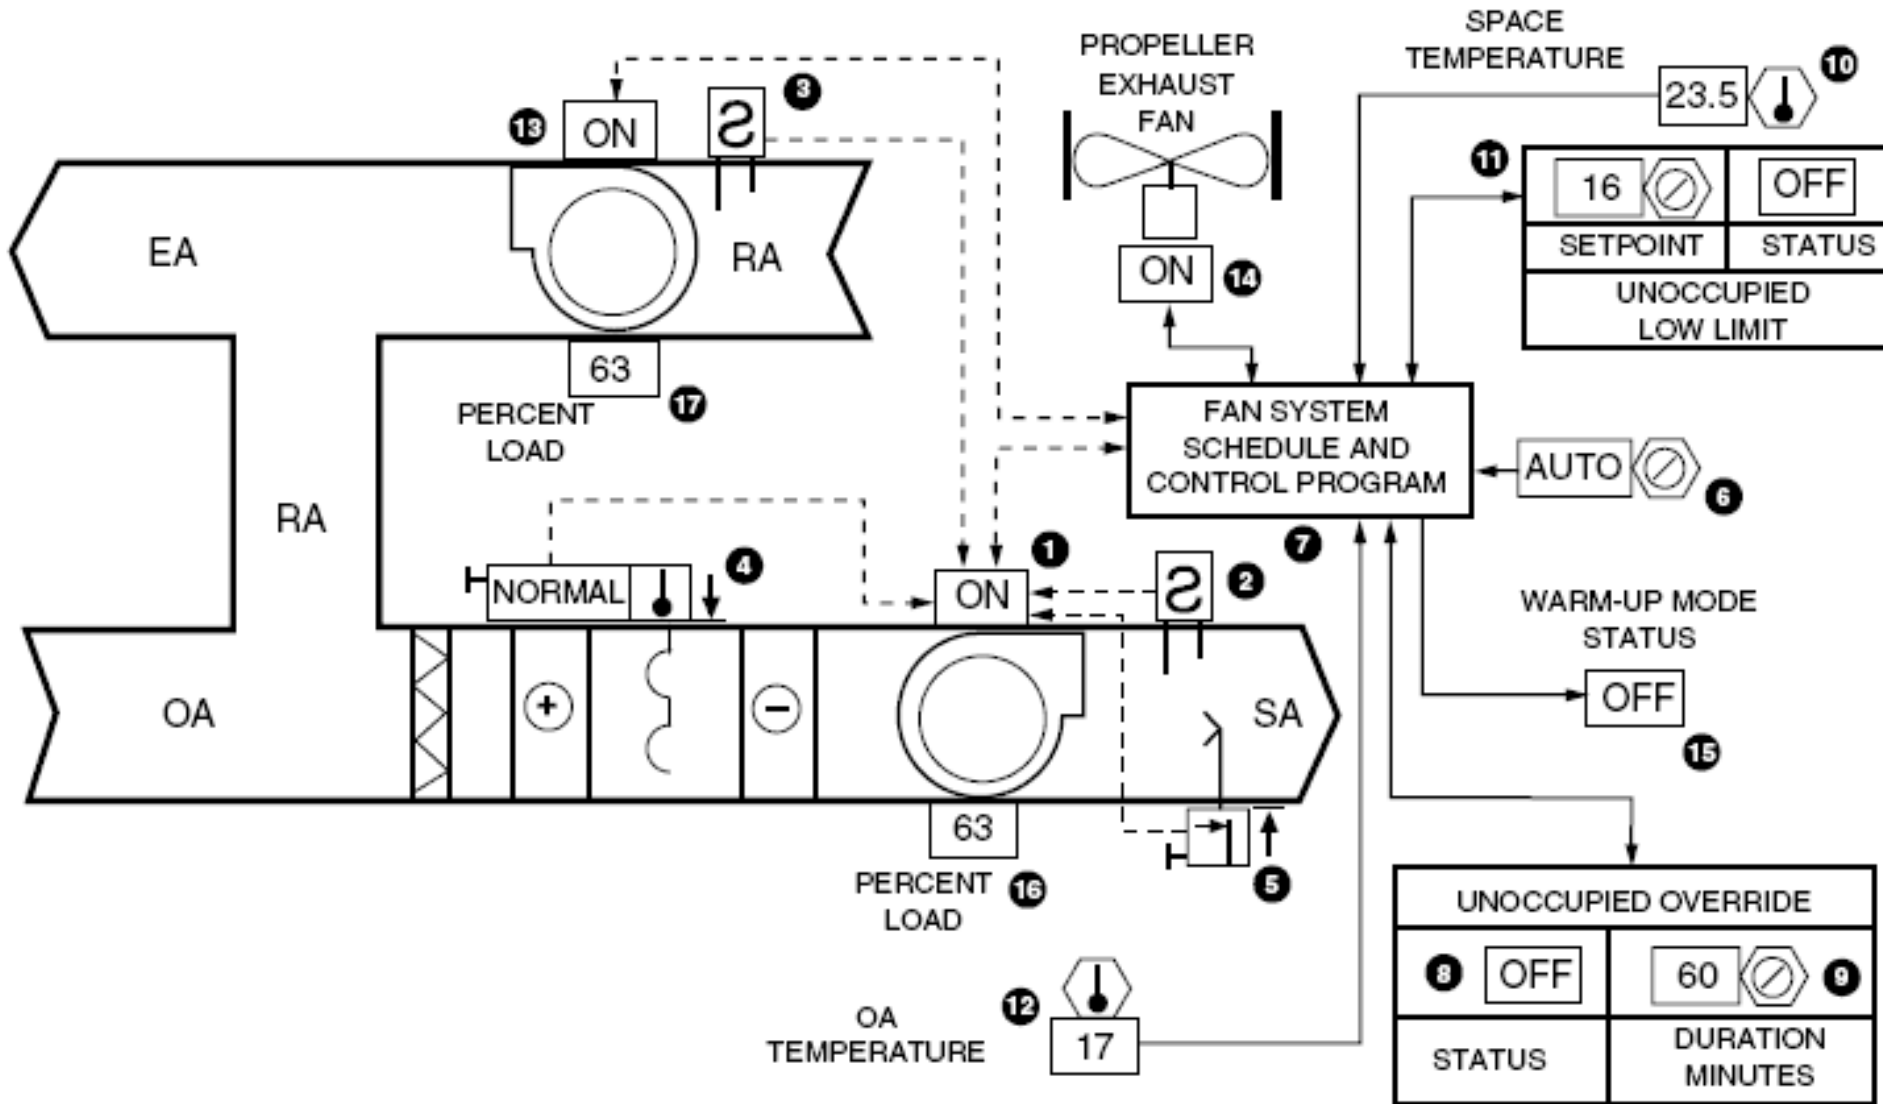 SPACE
TEMPERATURE
23.5
10
PROPELLER
EXHAUST
FAN
3
13
ON
S
11
16
OFF
SETPOINT
STATUS
UNOCCUPIED
LOW LIMIT
EA
RA
ON
14
63
17
PERCENT
LOAD
FAN SYSTEM
SCHEDULE AND
CONTROL PROGRAM
7
AUTO
6
RA
NORMAL
4
1
ON
S
2
WARM-UP MODE
STATUS
OFF
15
OA
+
−
SA
63
PERCENT
LOAD
16
5
UNOCCUPIED OVERRIDE
8
OFF
60
9
STATUS
DURATION
MINUTES
12
OA
TEMPERATURE
17